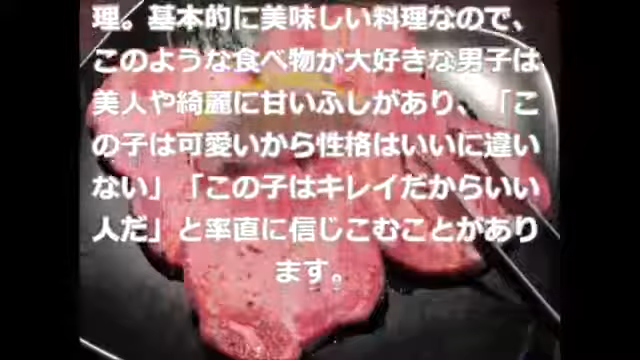 理。基本的に美味しい料理なので、
このような食べ物が大好きな男子は
美人や綺麗に甘いふしがあり、「こ
の子は可愛いから性格はいいに違い
ない」「この子はキレイだからいい
人だ」と率直に信じこむことがあり
ます。